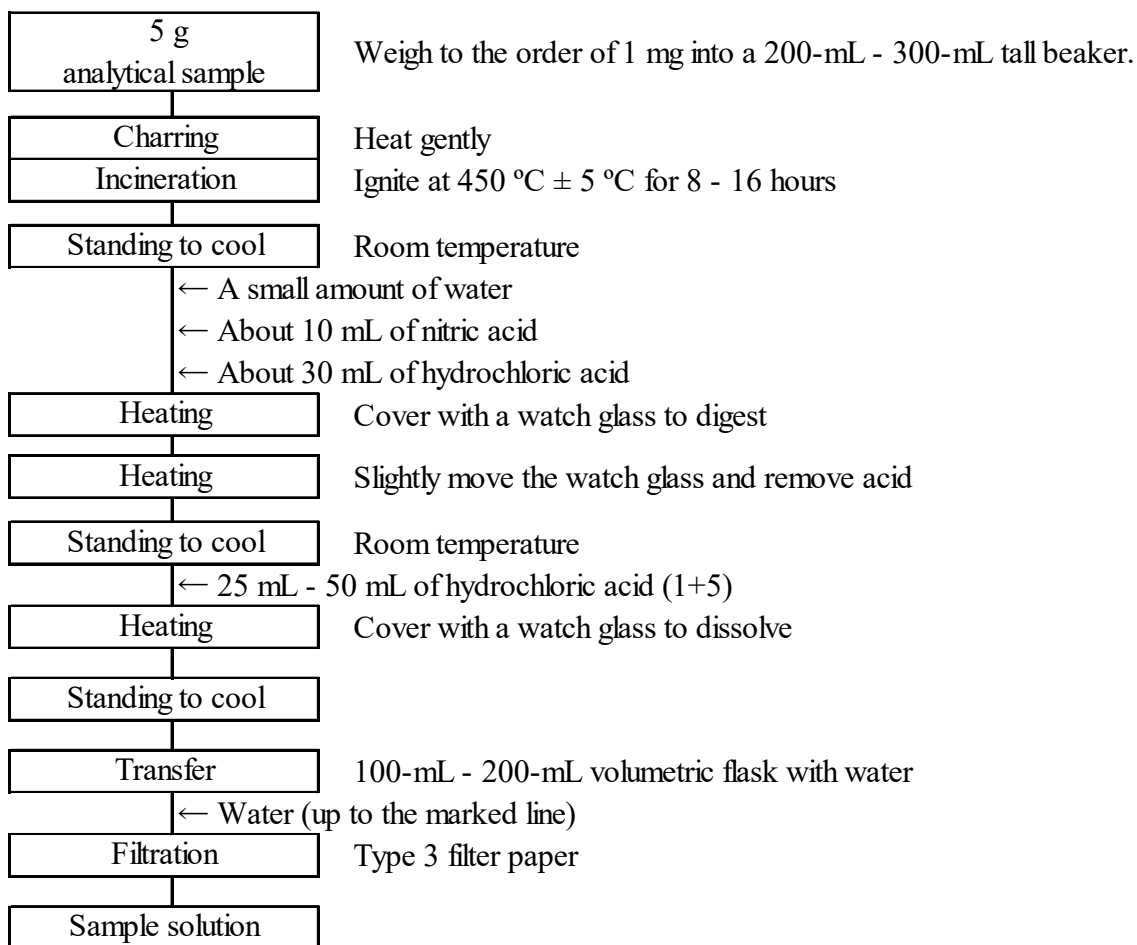 5 g
analytical sample
Weigh to the order of 1 mg into a 200-mL - 300-mL tall beaker.
Charring
Heat gently
Incineration
Ignite at 450 ºC ± 5 ºC for 8 - 16 hours
Standing to cool
Room temperature
← A small amount of water
← About 10 mL of nitric acid
← About 30 mL of hydrochloric acid
Heating
Cover with a watch glass to digest
Heating
Slightly move the watch glass and remove acid
Standing to cool
Room temperature
← 25 mL - 50 mL of hydrochloric acid (1+5)
Heating
Cover with a watch glass to dissolve
Standing to cool
Transfer
100-mL - 200-mL volumetric flask with water
← Water (up to the marked line)
Filtration
Type 3 filter paper
Sample solution